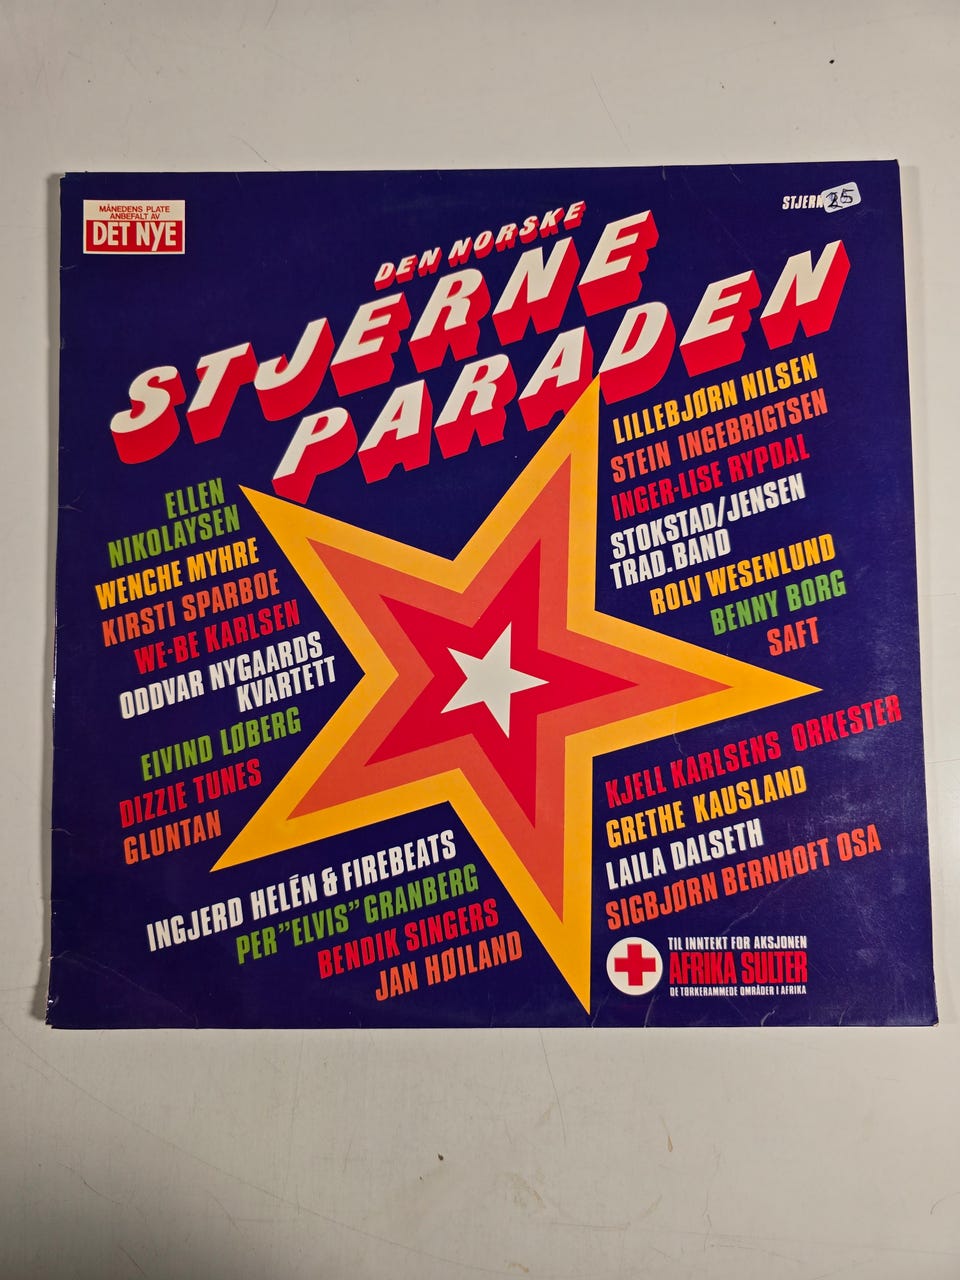 MÅNEDENS PLATE
ANBEFALT AV
DET NYE
STJERN
25
DEN NORSKE
STJERNE
PARADEN
ELLEN
NIKOLAYSEN
WENCHE MYHRE
KIRSTI SPARBOE
WE-BE KARLSEN
ODDVAR NYGAARDS
KVARTETT
EIVIND LØBERG
DIZZIE TUNES
GLUNTAN
INGJERD HELÉN & FIREBEATS
PER "ELVIS" GRANBERG
BENDIK SINGERS
JAN HØILAND
LILLEBJØRN NILSEN
STEIN INGEBRIGTSEN
INGER-LISE RYPDAL
STOKSTAD/JENSEN
TRAD. BAND
ROLV WESENLUND
BENNY BORG
SAFT
KJELL KARLSENS ORKESTER
GRETHE KAUSLAND
LAILA DALSETH
SIGBJØRN BERNHOFT OSA
TIL INNTEKT FOR AKSJONEN
AFRIKA SULTER
DE TØRKERAMMEDE OMRÅDER I AFRIKA